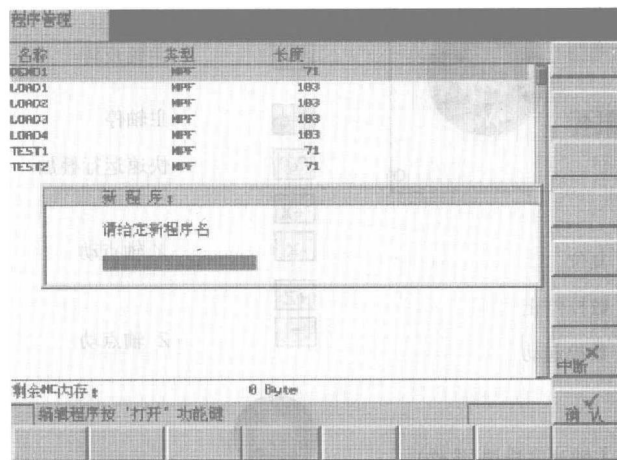 程序管理
名称 类型 长度
DEMO1 MPF 71
LOAD1 MPF 103
LOAD2 MPF 103
LOAD3 MPF 103
LOAD4 MPF 103
TEST1 MPF 71
TEST2 MPF 71
新程序:
请给定新程序名
中断
剩余NC内存: 0 Byte
编辑程序按 "打开" 功能键
确认